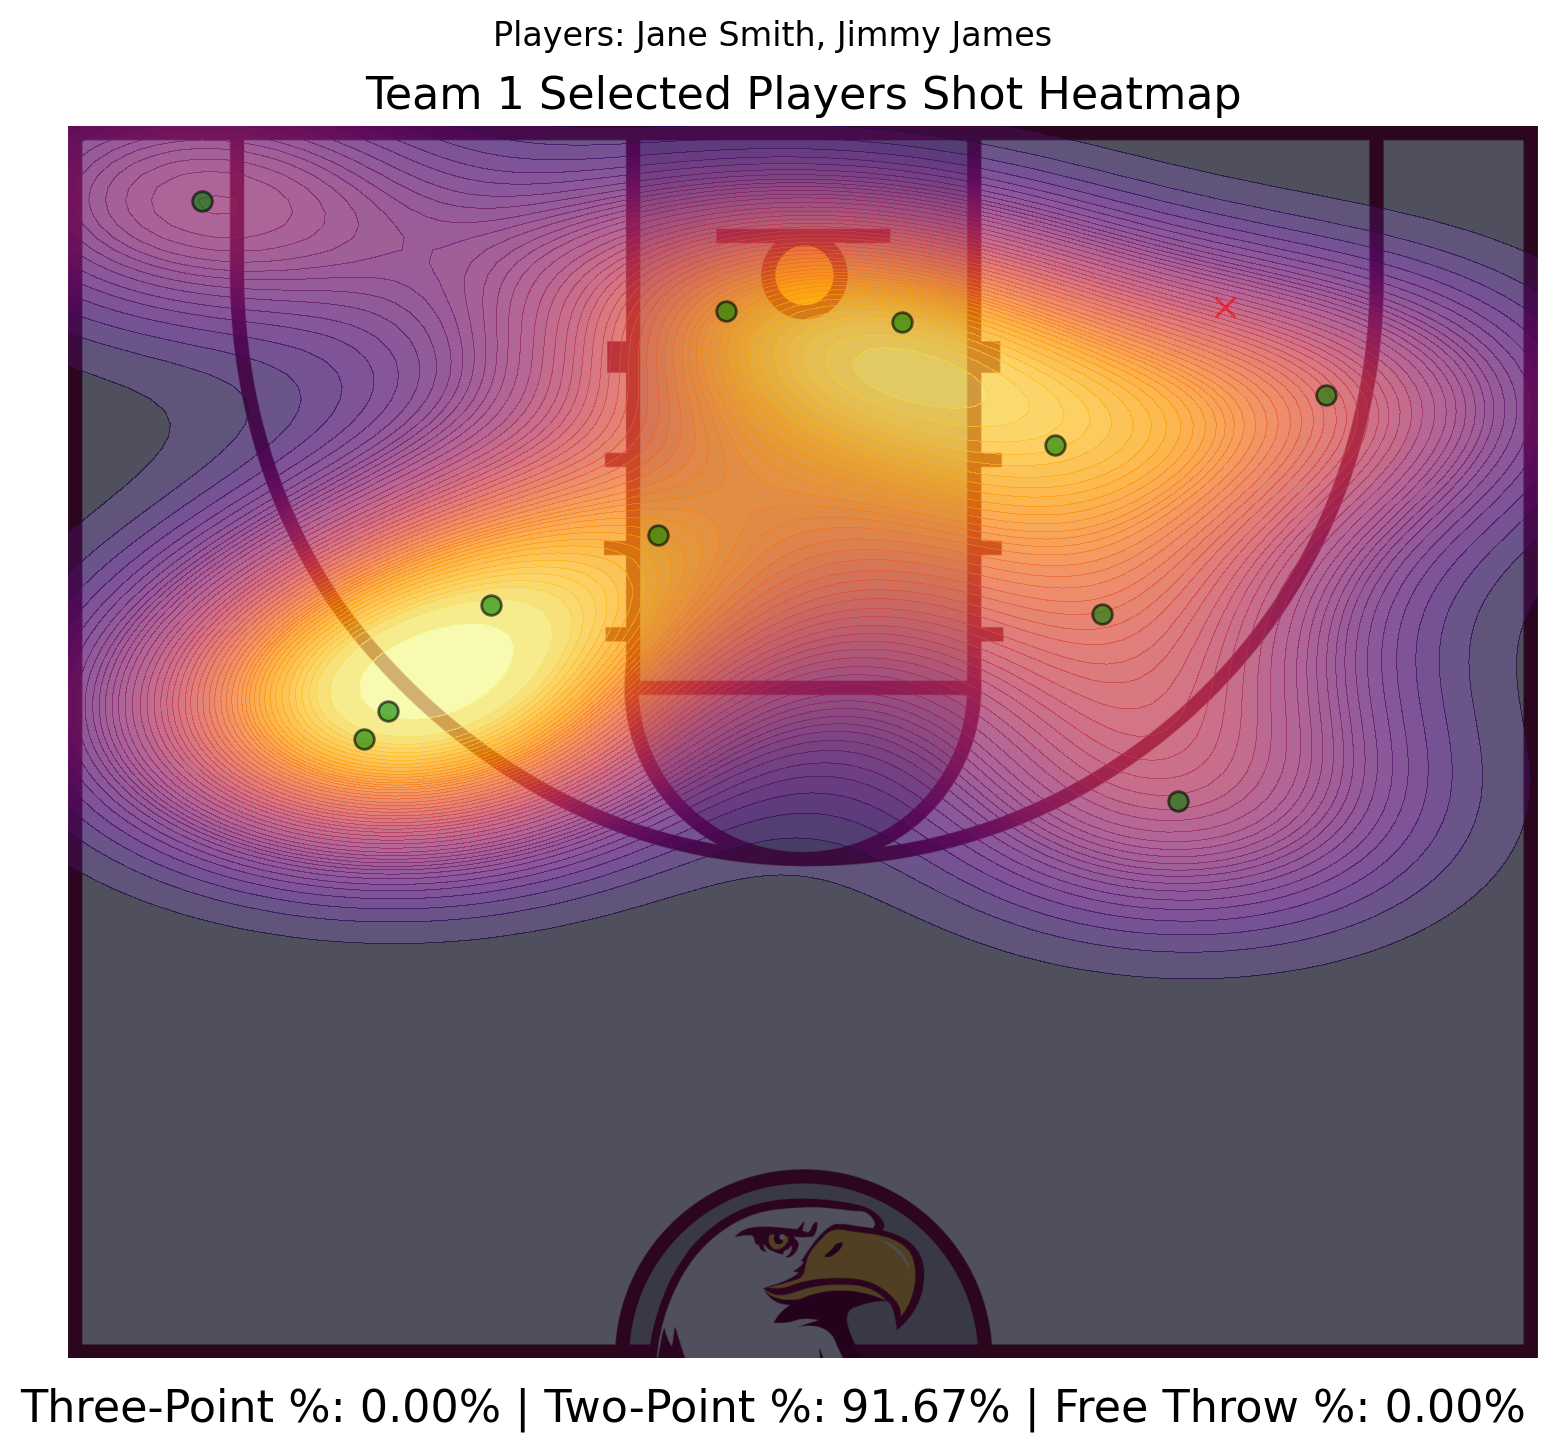 Players: Jane Smith, Jimmy James
Team 1 Selected Players Shot Heatmap
Three-Point %: 0.00% | Two-Point %: 91.67% | Free Throw %: 0.00%